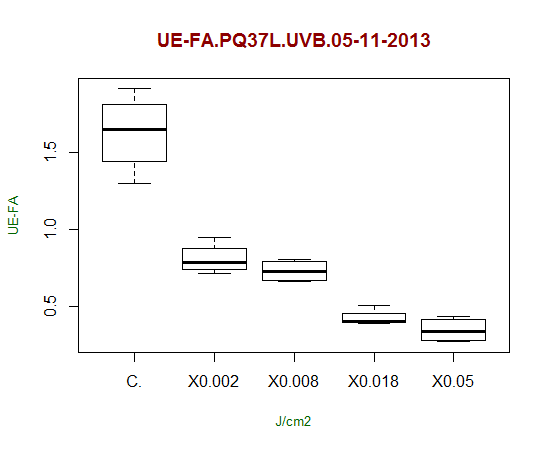 UE-FA.PQ37L.UVB.05-11-2013
UE-FA
1.5
1.0
0.5
C. X0.002 X0.008 X0.018 X0.05
J/cm2